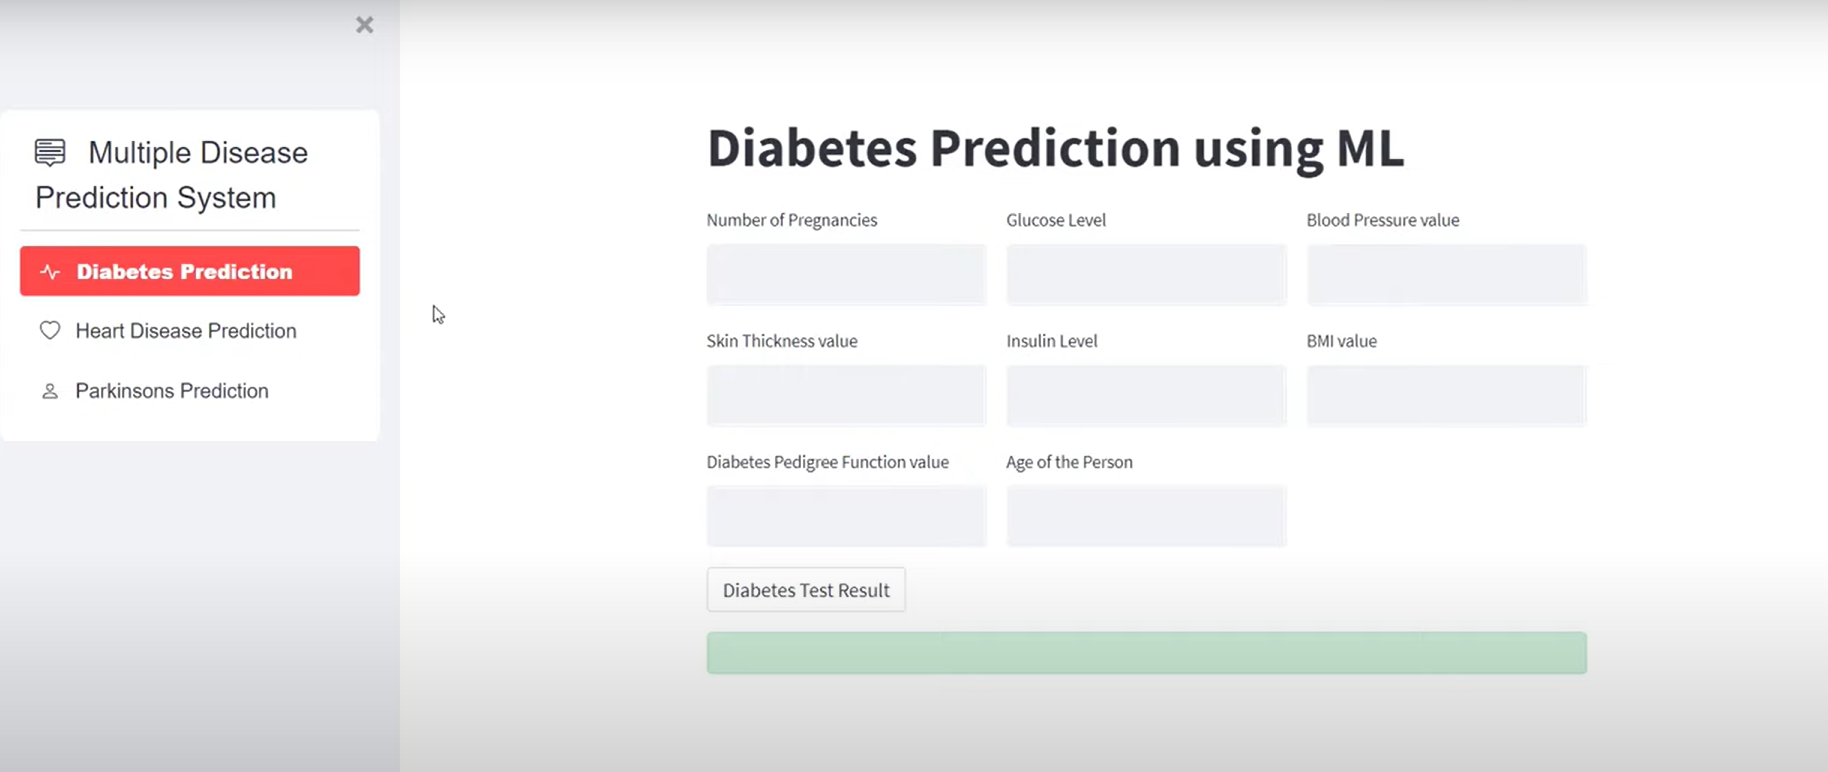 Multiple Disease
Prediction System
Diabetes Prediction
Heart Disease Prediction
Parkinsons Prediction
Diabetes Prediction using ML
Number of Pregnancies
Glucose Level
Blood Pressure value
Skin Thickness value
Insulin Level
BMI value
Diabetes Pedigree Function value
Age of the Person
Diabetes Test Result